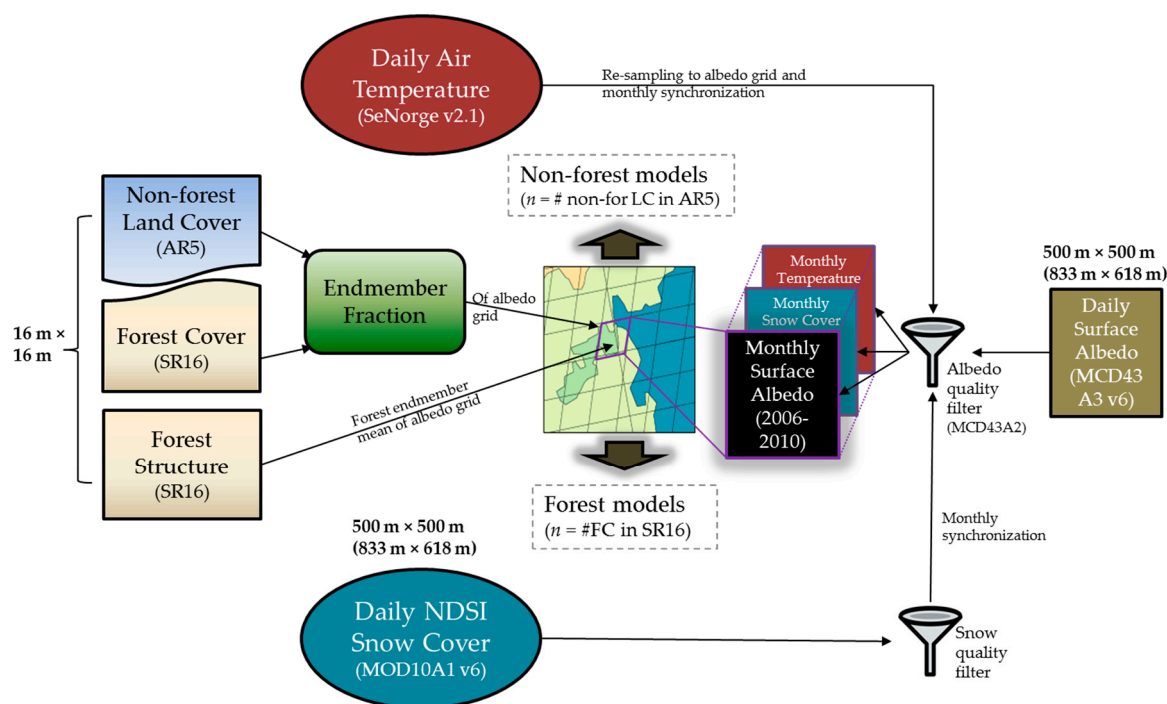 Daily Air
Temperature
(SeNorge v2.1)
Re-sampling to albedo grid and
monthly synchronization
Non-forest models
(n = # non-for LC in AR5)
Non-forest
Land Cover
(AR5)
Forest Cover
(SR16)
Forest
Structure
(SR16)
16 m ×
16 m
Endmember
Fraction
Of albedo
grid
Forest endmember
mean of albedo grid
Monthly
Temperature
Monthly
Snow Cover
Monthly
Surface
Albedo
(2006-
2010)
500 m × 500 m
(833 m × 618 m)
Daily
Surface
Albedo
(MCD43
A3 v6)
Albedo
quality
filter
(MCD43A2)
Forest models
(n = #FC in SR16)
Monthly
synchronization
500 m × 500 m
(833 m × 618 m)
Daily NDSI
Snow Cover
(MOD10A1 v6)
Snow
quality
filter